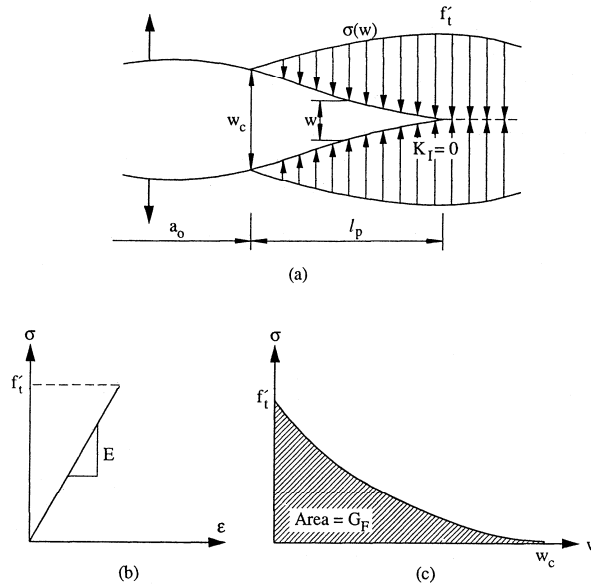 f′t
σ(w)
wc
w
KI = 0
ao
lp
(a)
σ
f′t
E
ε
(b)
σ
f′t
Area = GF
wc
w
(c)